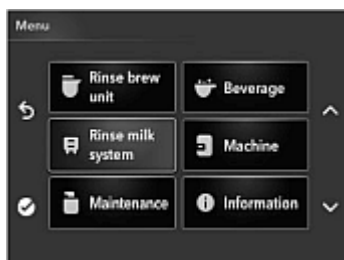 Menu
Rinse brew
unit
Beverage
Rinse milk
system
Machine
Maintenance
Information